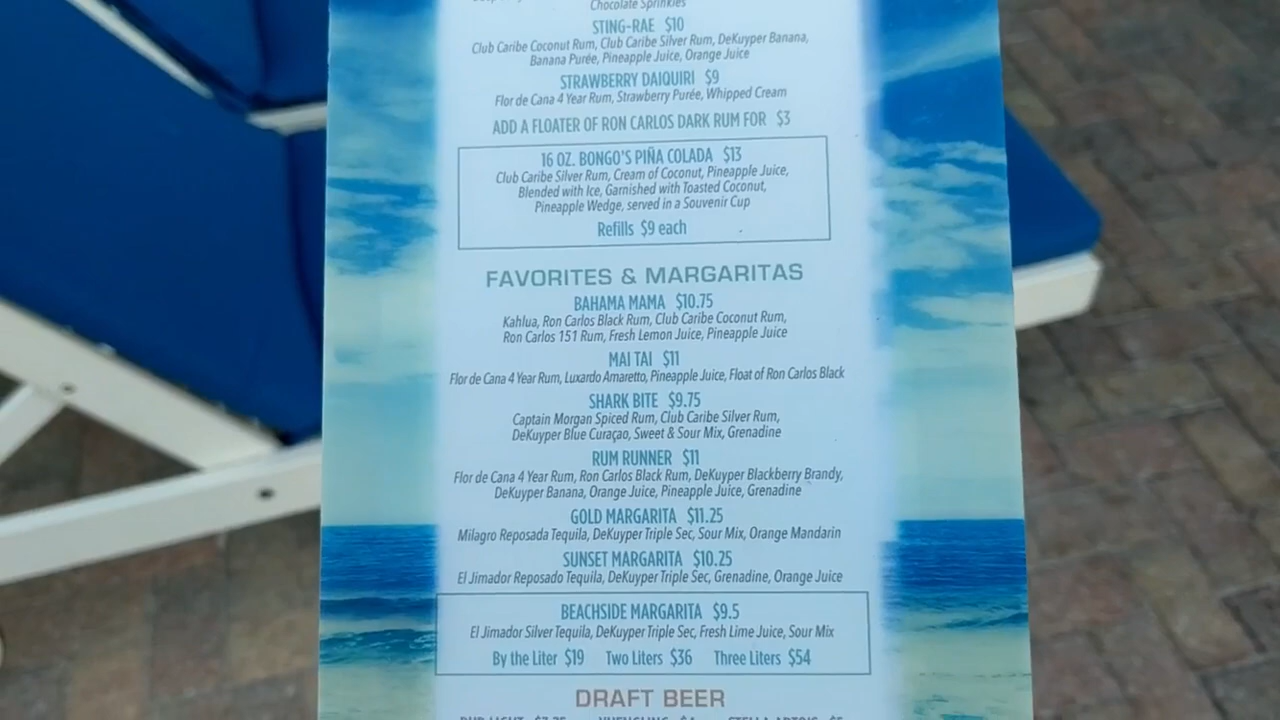 Chocolate Sprinkles
STING-RAE $10
Club Caribe Coconut Rum, Club Caribe Silver Rum, DeKuyper Banana,
Banana Purée, Pineapple Juice, Orange Juice
STRAWBERRY DAIQUIRI $9
Flor de Cana 4 Year Rum, Strawberry Purée, Whipped Cream
ADD A FLOATER OF RON CARLOS DARK RUM FOR $3
16 OZ. BONGO'S PIÑA COLADA $13
Club Caribe Silver Rum, Cream of Coconut, Pineapple Juice,
Blended with Ice, Garnished with Toasted Coconut,
Pineapple Wedge, served in a Souvenir Cup
Refills $9 each
FAVORITES & MARGARITAS
BAHAMA MAMA $10.75
Kahlua, Ron Carlos Black Rum, Club Caribe Coconut Rum,
Ron Carlos 151 Rum, Fresh Lemon Juice, Pineapple Juice
MAI TAI $11
Flor de Cana 4 Year Rum, Luxardo Amaretto, Pineapple Juice, Float of Ron Carlos Black
SHARK BITE $9.75
Captain Morgan Spiced Rum, Club Caribe Silver Rum,
DeKuyper Blue Curaçao, Sweet & Sour Mix, Grenadine
RUM RUNNER $11
Flor de Cana 4 Year Rum, Ron Carlos Black Rum, DeKuyper Blackberry Brandy,
DeKuyper Banana, Orange Juice, Pineapple Juice, Grenadine
GOLD MARGARITA $11.25
Milagro Reposada Tequila, DeKuyper Triple Sec, Sour Mix, Orange Mandarin
SUNSET MARGARITA $10.25
El Jimador Reposado Tequila, DeKuyper Triple Sec, Grenadine, Orange Juice
BEACHSIDE MARGARITA $9.5
El Jimador Silver Tequila, DeKuyper Triple Sec, Fresh Lime Juice, Sour Mix
By the Liter $19 Two Liters $36 Three Liters $54
DRAFT BEER